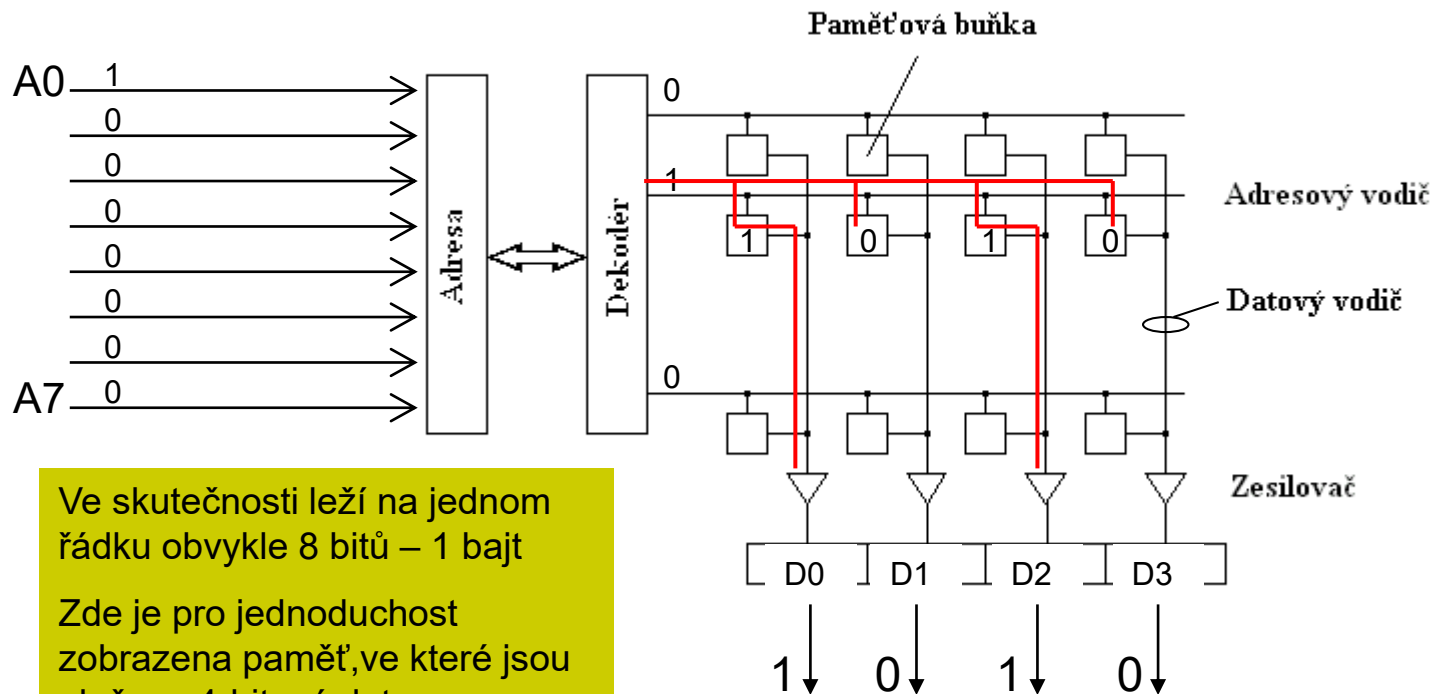 Paměťová buňka
A0 1
0
0
0
0
0
0
A7 0
Adresa
Dekodér
0
1
0
Adresový vodič
1 0 1 0
Datový vodič
Zesilovač
D0 D1 D2 D3
1 0 1 0
Ve skutečnosti leží na jednom
řádku obvykle 8 bitů – 1 bajt
Zde je pro jednoduchost
zobrazena paměť,ve které jsou